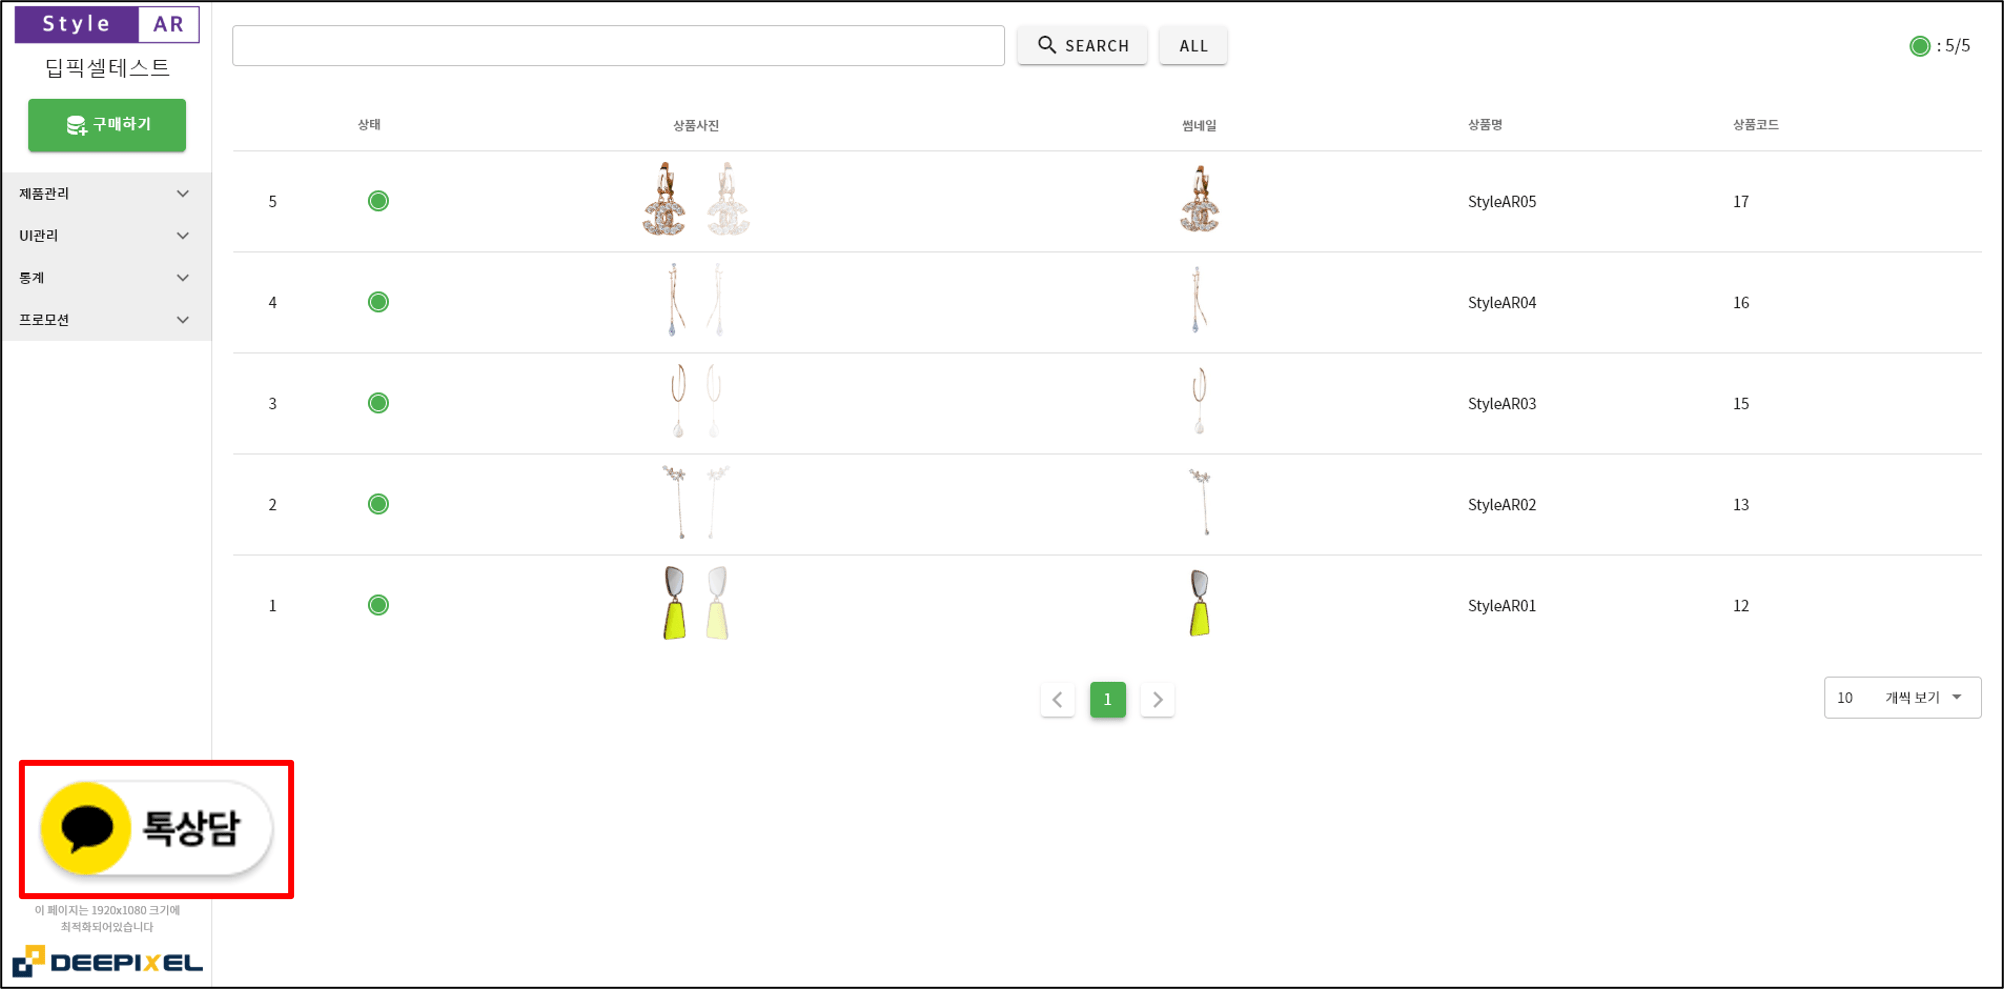 Style AR
딥픽셀테스트
구매하기
제품관리
UI관리
통계
프로모션
SEARCH
ALL
: 5/5
상태 상품사진 썸네일 상품명 상품코드
5 StyleAR05 17
4 StyleAR04 16
3 StyleAR03 15
2 StyleAR02 13
1 StyleAR01 12
1
10 개씩 보기
톡상담
이 페이지는 1920x1080 크기에
최적화되어있습니다
DEEPIXEL